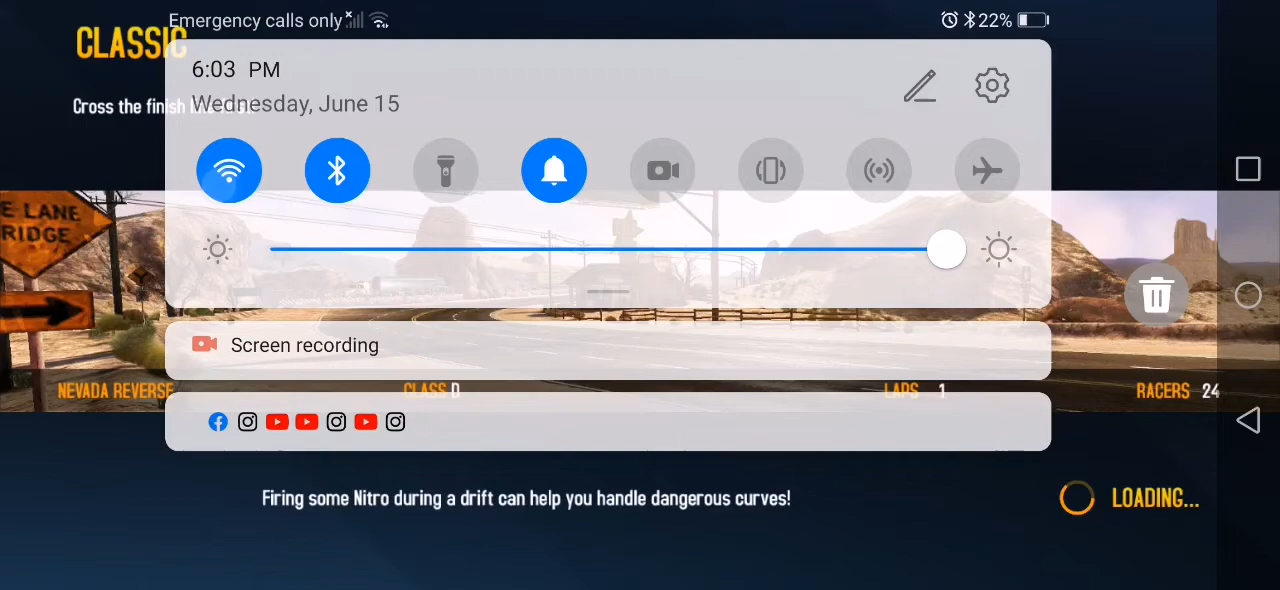 Emergency calls only
22%
CLASSIC
6:03 PM
Cross the finish
Wednesday, June 15
E LANE
RIDGE
Screen recording
NEVADA REVERSE
CLASS D
LAPS 1
RACERS 24
Firing some Nitro during a drift can help you handle dangerous curves!
LOADING...